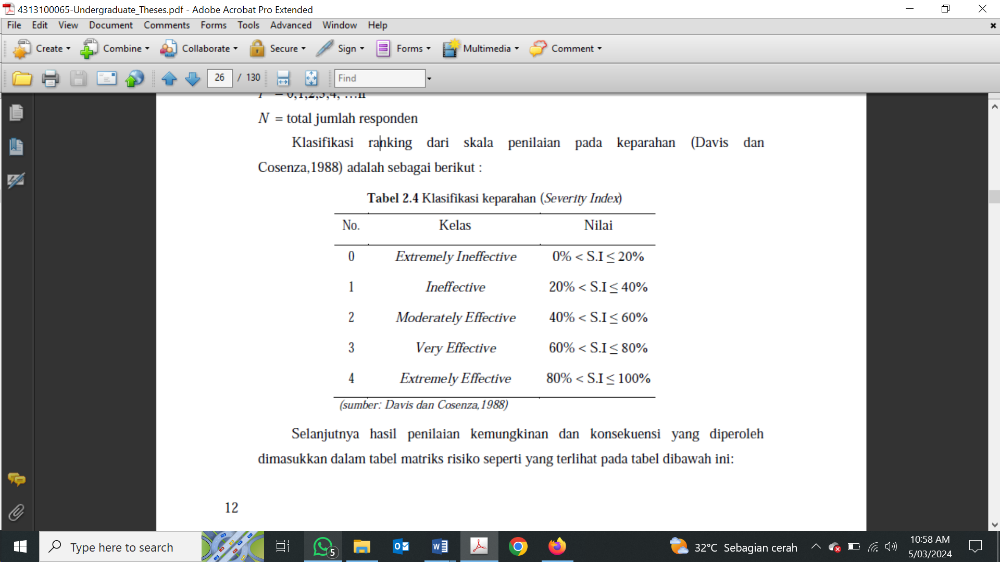 4313100065-Undergraduate_Theses.pdf - Adobe Acrobat Pro Extended
File Edit View Document Comments Forms Tools Advanced Window Help
Create Combine Collaborate Secure Sign Forms Multimedia Comment
26 / 130 Find
= 0,1,2,3,4, …n
N = total jumlah responden
Klasifikasi ranking dari skala penilaian pada keparahan (Davis dan
Cosenza,1988) adalah sebagai berikut :
Tabel 2.4 Klasifikasi keparahan (Severity Index)
No. Kelas Nilai
0 Extremely Ineffective 0% < S.I ≤ 20%
1 Ineffective 20% < S.I ≤ 40%
2 Moderately Effective 40% < S.I ≤ 60%
3 Very Effective 60% < S.I ≤ 80%
4 Extremely Effective 80% < S.I ≤ 100%
(sumber: Davis dan Cosenza,1988)
Selanjutnya hasil penilaian kemungkinan dan konsekuensi yang diperoleh
dimasukkan dalam tabel matriks risiko seperti yang terlihat pada tabel dibawah ini:
12
Type here to search
5
32°C Sebagian cerah
10:58 AM
5/03/2024